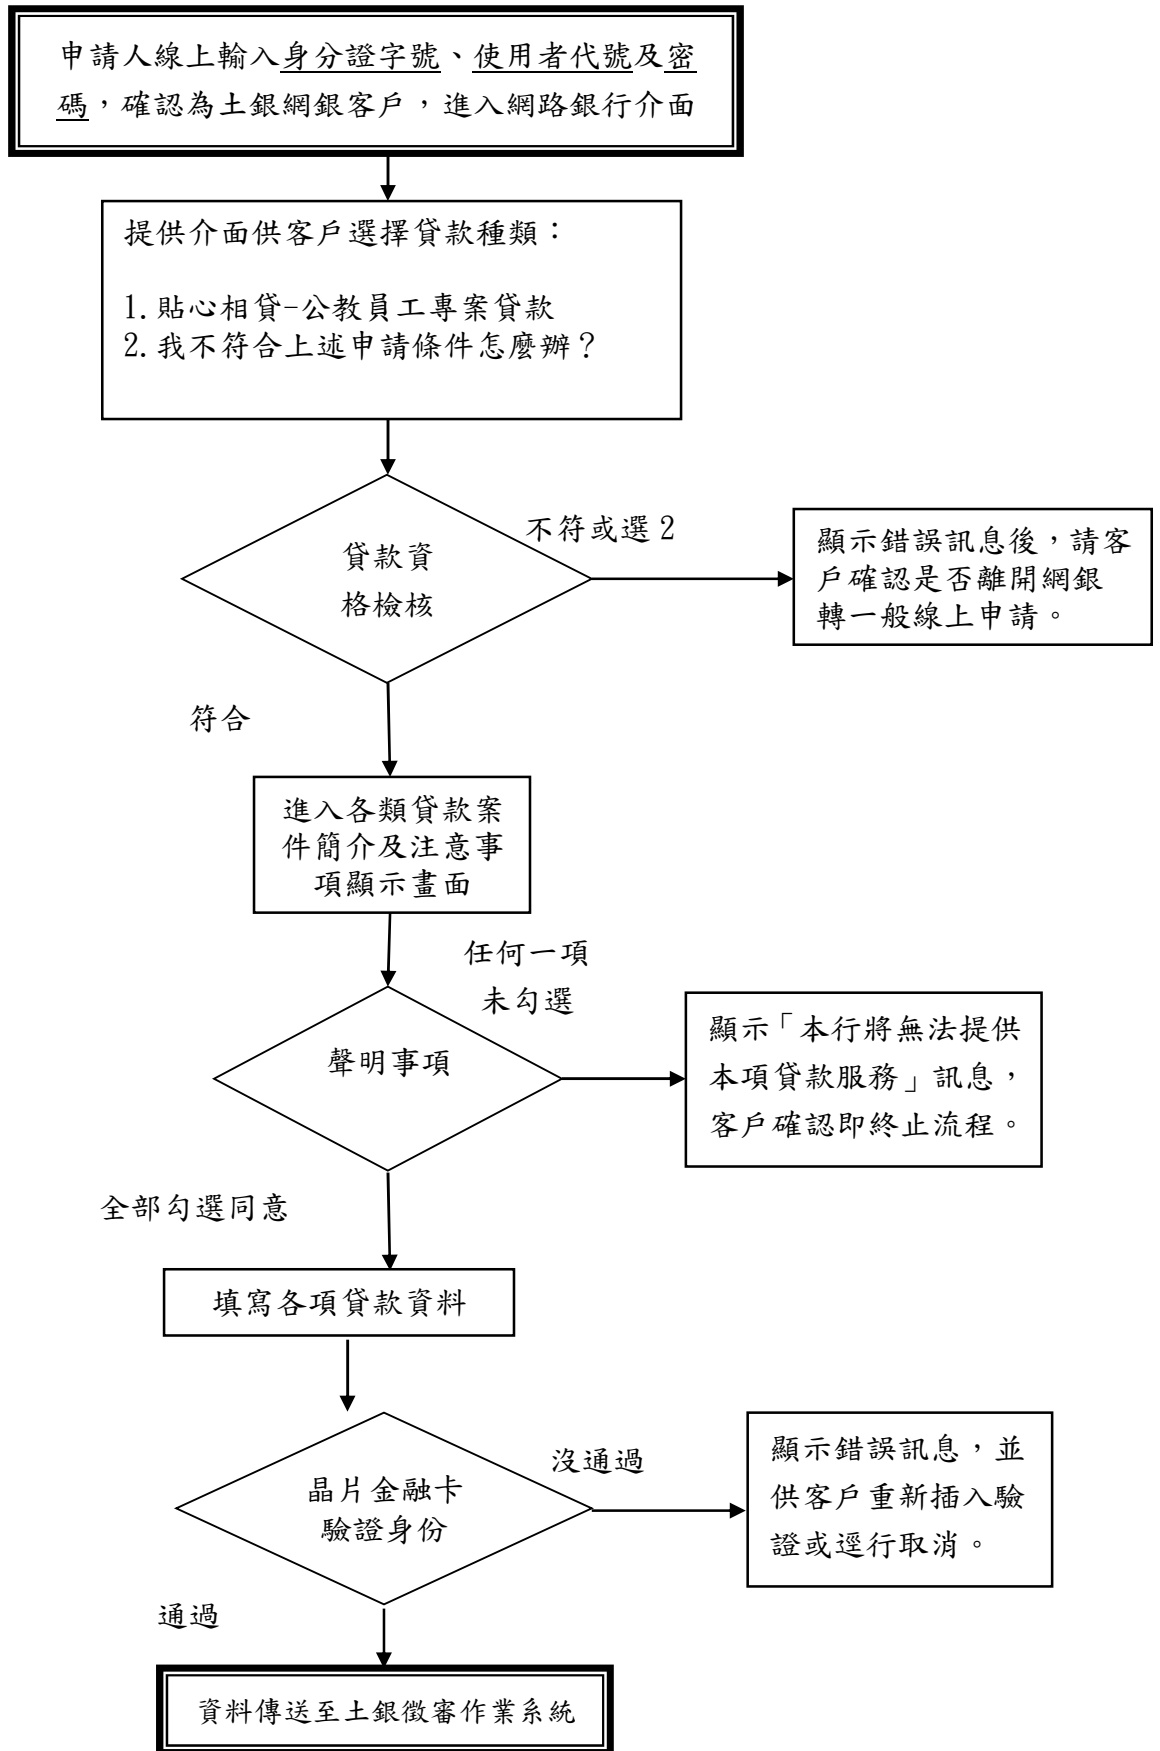 申請人線上輸入身分證字號、使用者代號及密
碼，確認為土銀網銀客戶，進入網路銀行介面
提供介面供客戶選擇貸款種類：
1.貼心相貸-公教員工專案貸款
2.我不符合上述申請條件怎麼辦？
貸款資
格檢核
不符或選 2
顯示錯誤訊息後，請客
戶確認是否離開網銀
轉一般線上申請。
符合
進入各類貸款案
件簡介及注意事
項顯示畫面
任何一項
未勾選
聲明事項
顯示「本行將無法提供
本項貸款服務」訊息，
客戶確認即終止流程。
全部勾選同意
填寫各項貸款資料
晶片金融卡
驗證身份
沒通過
顯示錯誤訊息，並
供客戶重新插入驗
證或逕行取消。
通過
資料傳送至土銀徵審作業系統